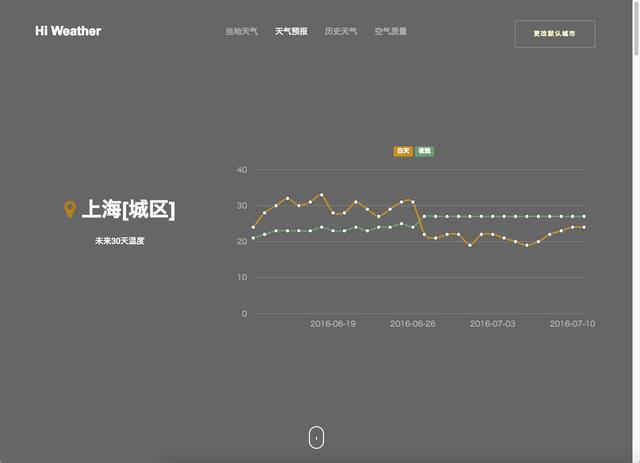 Hi Weather
当地天气 天气预报 历史天气 空气质量
更改默认城市
白天 夜晚
40
30
20
10
0
上海[城区]
未来30天温度
2016-06-19 2016-06-26 2016-07-03 2016-07-10